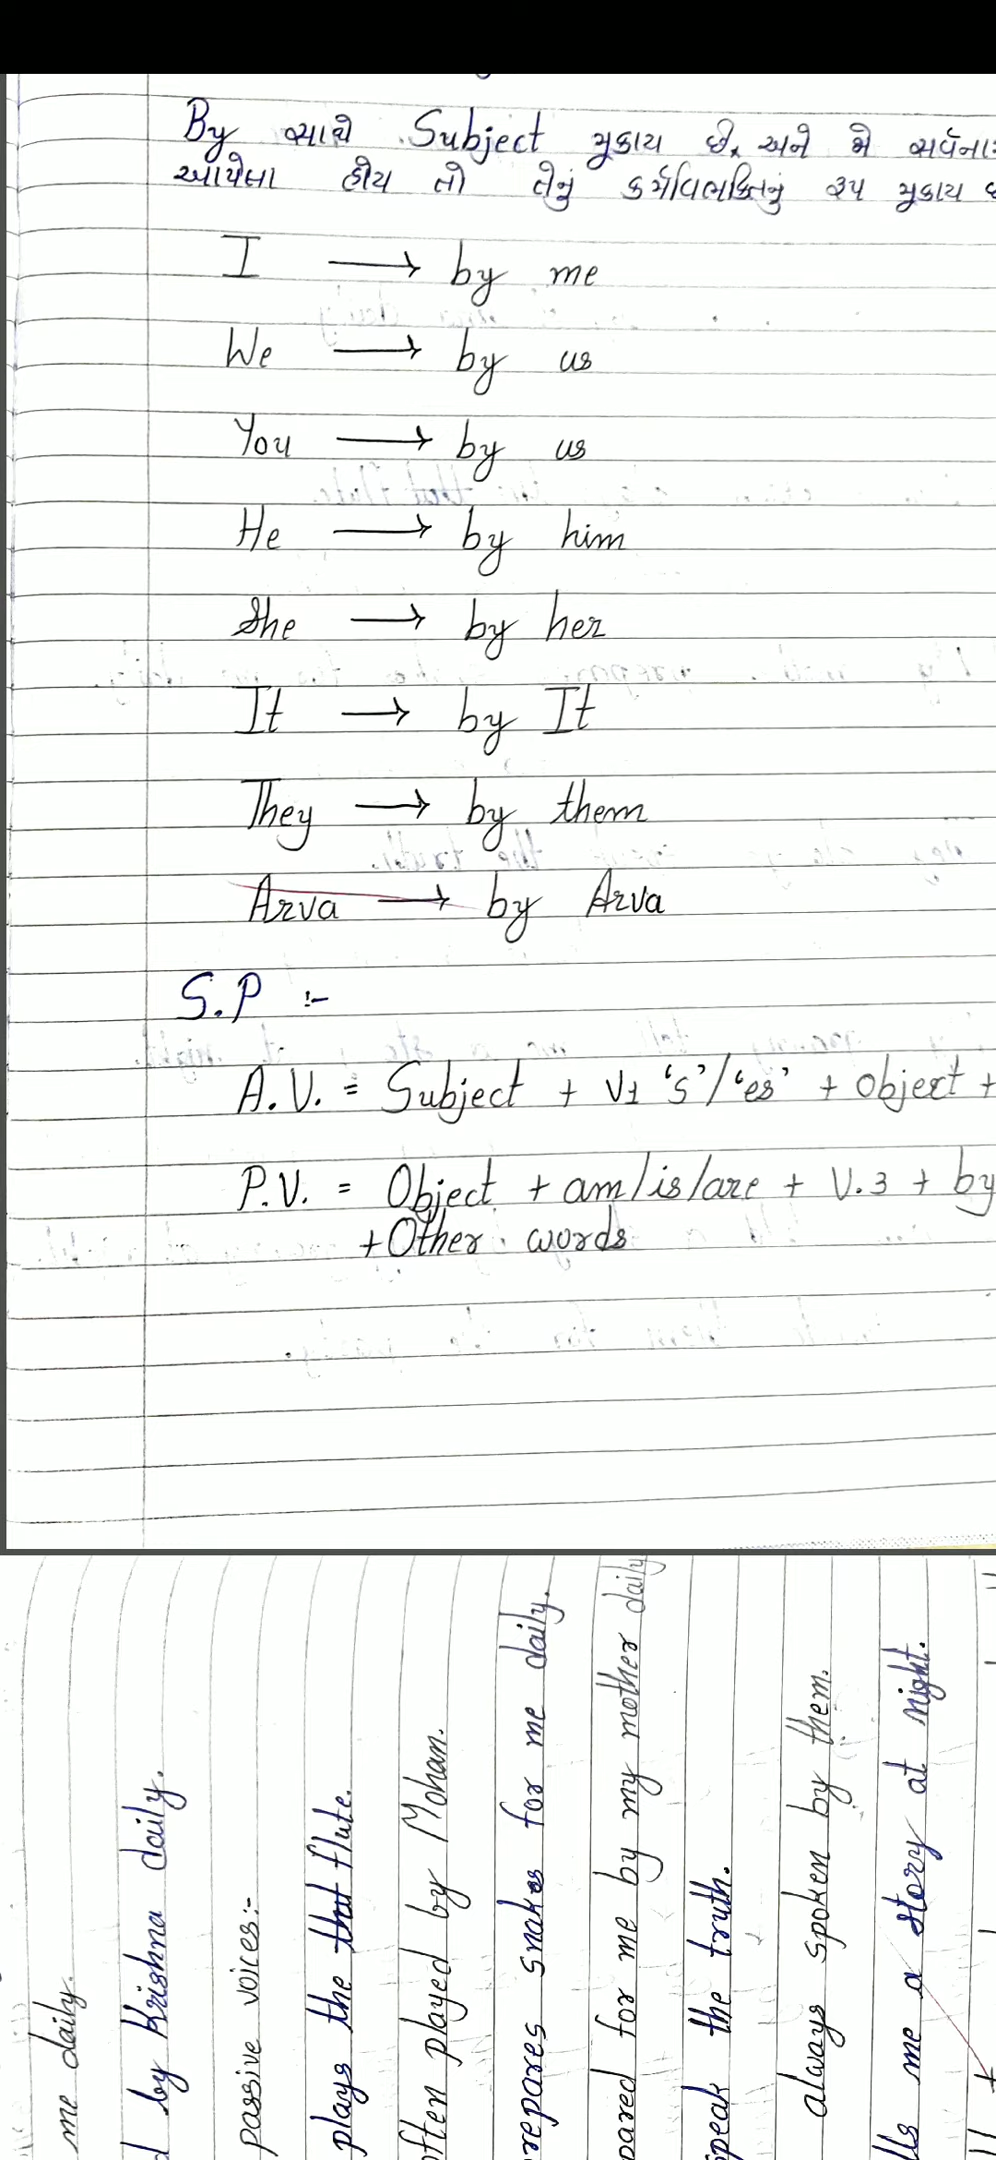 By સાથે Subject મુકાય છે. અને જો
આપેલા હોય તો તેનું કર્મવિભક્તિનું રૂપ મુકાય
I → by me
We → by us
You → by us
He → by him
She → by her
It → by It
They → by them
Arva → by Arva
S.P :-
A.V. = Subject + V1 's'/'es' + object +
P.V. = Object + am/is/are + V.3 + by
+ Other words
me daily.
by Krishna daily.
passive voices:-
plays the that flute.
often played by Mohan.
repares snakes for me daily.
pared for me by my mother daily
peak the truth.
always spoken by them.
lls me a story at night.